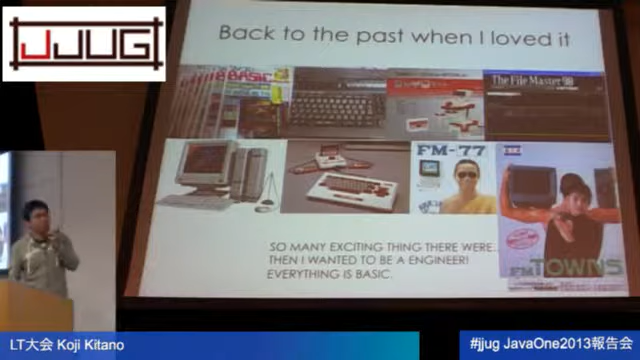 JJUG
Back to the past when I loved it
BASIC
The File Master 98
FM-77
FM TOWNS
SO MANY EXCITING THING THERE WERE...
THEN I WANTED TO BE A ENGINEER!
EVERYTHING IS BASIC.
LT大会 Koji Kitano
#jjug JavaOne2013報告会